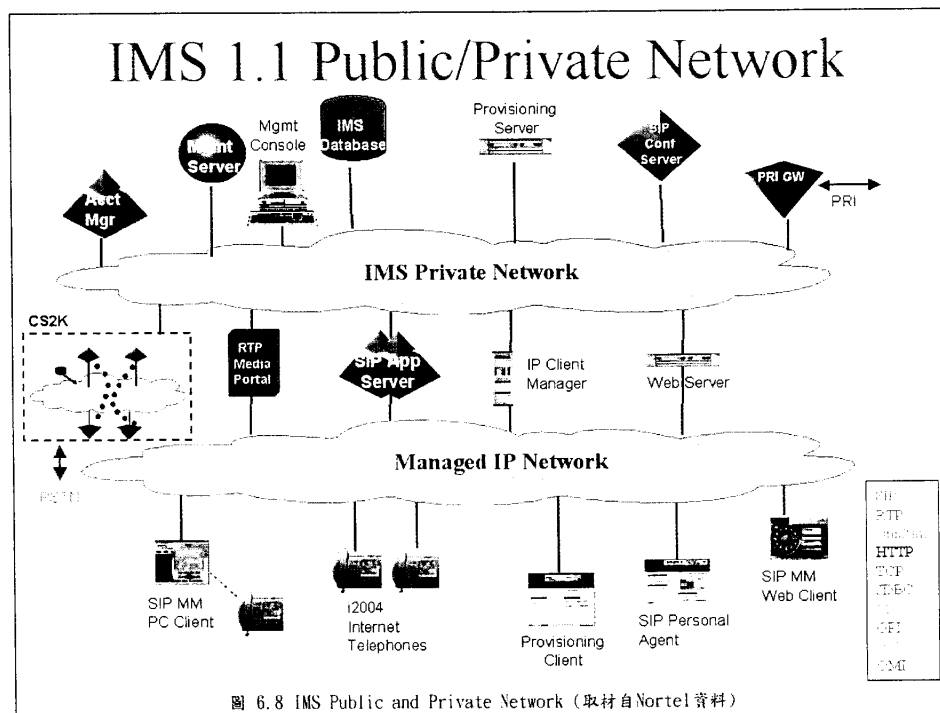 IMS 1.1 Public/Private Network
Mgmt
Console
IMS
Database
Provisioning
Server
SIP
Conf
Server
Mgmt
Server
PRI GW
PRI
Acct
Mgr
IMS Private Network
CS2K
RTP
Media
Portal
SIP App
Server
IP Client
Manager
Web Server
Managed IP Network
PSTN
SIP
RTP
HTTP
TCP
JDBC
OPI
OMI
SIP MM
PC Client
i2004
Internet
Telephones
Provisioning
Client
SIP Personal
Agent
SIP MM
Web Client
圖 6.8 IMS Public and Private Network (取材自Nortel資料)